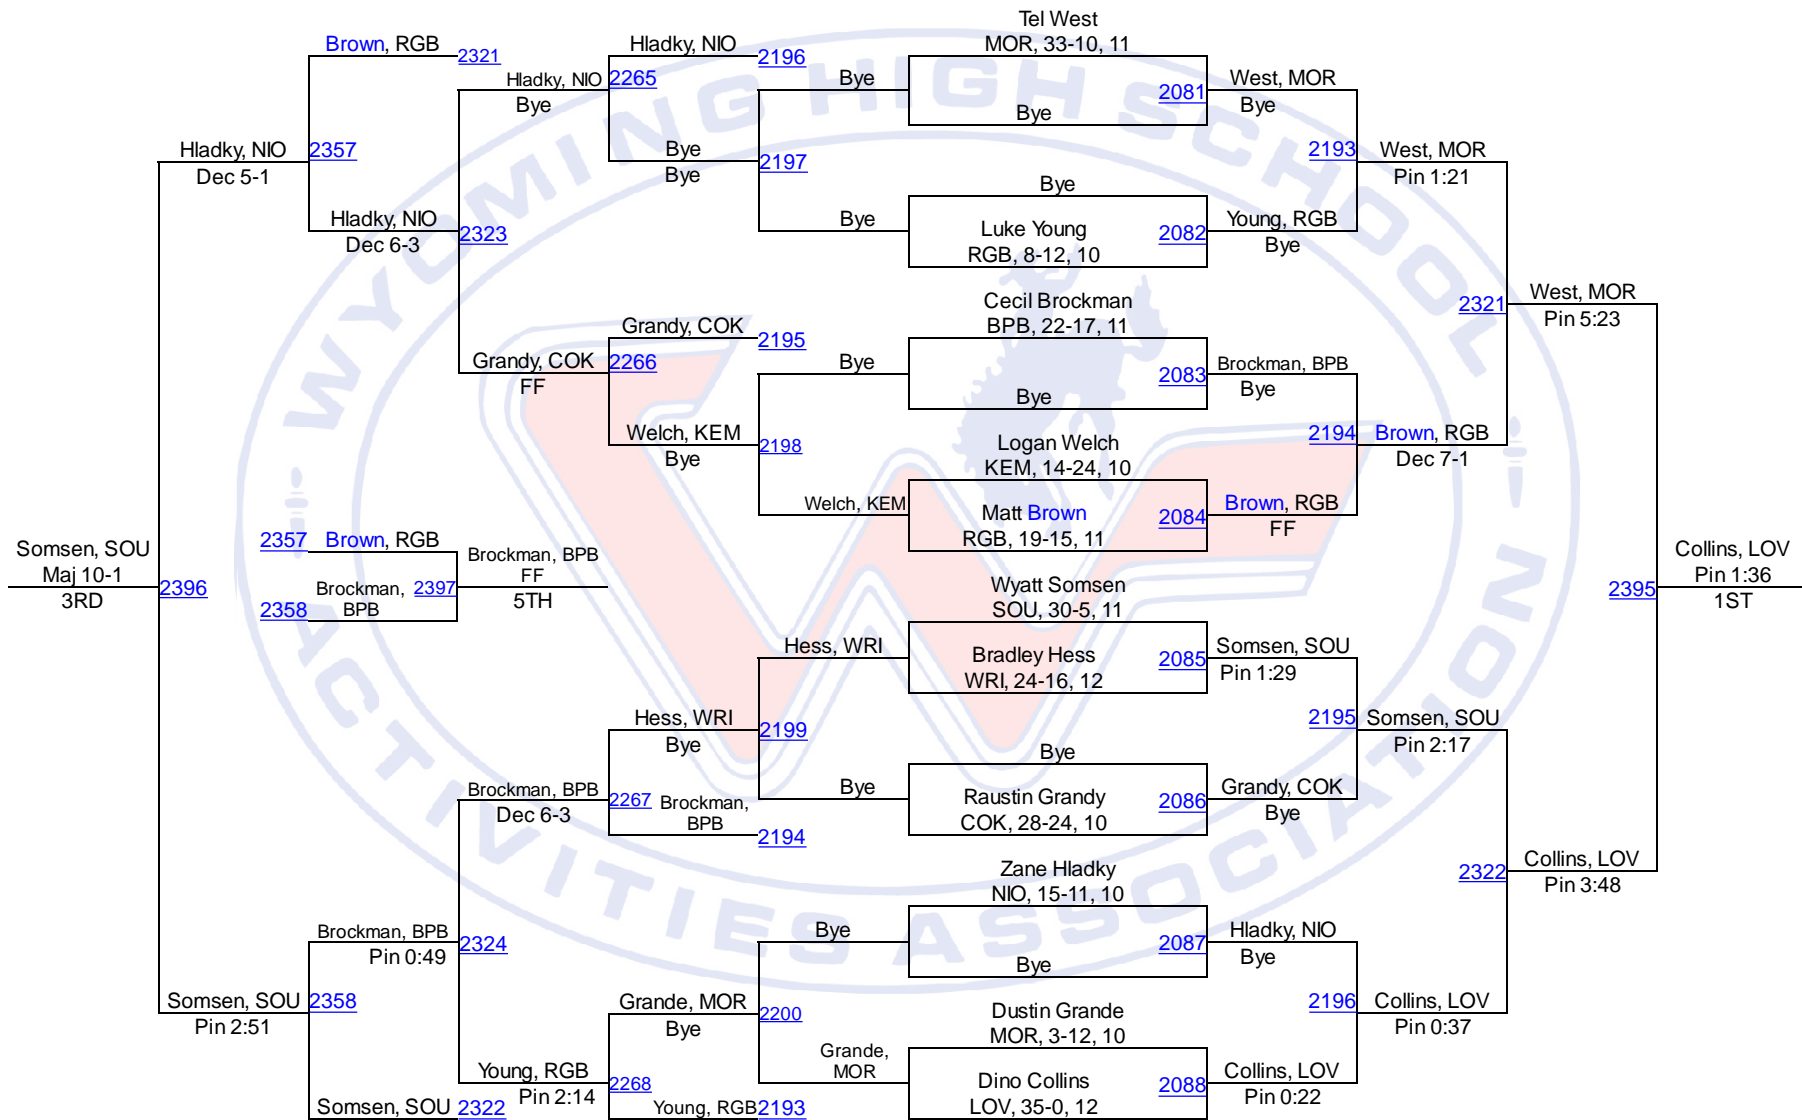 Tel West
MOR, 33-10, 11
Brown, RGB
2321
Hladky, NIO
2196
Hladky, NIO
2265
Bye
Bye
2081
West, MOR
Bye
Bye
Hladky, NIO
2357
Dec 5-1
Bye
2197
Bye
2193
West, MOR
Pin 1:21
Bye
Hladky, NIO
2323
Dec 6-3
Bye
Luke Young
2082
Young, RGB
RGB, 8-12, 10
Bye
Cecil Brockman
BPB, 22-17, 11
2321
West, MOR
Pin 5:23
Grandy, COK
2195
Grandy, COK
2266
FF
Bye
Bye
2083
Brockman, BPB
Bye
Welch, KEM
2198
Bye
Logan Welch
KEM, 14-24, 10
2194
Brown, RGB
Dec 7-1
Welch, KEM
Matt Brown
2084
Brown, RGB
RGB, 19-15, 11
FF
2357
Brown, RGB
Somsen, SOU
Maj 10-1
3RD
2396
Brockman,
BPB
2397
2358
Brockman, BPB
FF
5TH
Wyatt Somsen
SOU, 30-5, 11
2395
Collins, LOV
Pin 1:36
1ST
Hess, WRI
Bradley Hess
2085
Somsen, SOU
WRI, 24-16, 12
Pin 1:29
Hess, WRI
2199
Bye
2195
Somsen, SOU
Pin 2:17
Bye
Brockman, BPB
2267
Dec 6-3
Brockman,
BPB
2194
Bye
Raustin Grandy
2086
Grandy, COK
COK, 28-24, 10
Bye
Zane Hladky
NIO, 15-11, 10
2322
Collins, LOV
Pin 3:48
Brockman, BPB
2324
Pin 0:49
Bye
Bye
2087
Hladky, NIO
Bye
Somsen, SOU
2358
Pin 2:51
Grande, MOR
2200
Bye
Dustin Grande
MOR, 3-12, 10
2196
Collins, LOV
Pin 0:37
Grande,
MOR
Young, RGB
2268
Pin 2:14
Dino Collins
2088
Collins, LOV
LOV, 35-0, 12
Pin 0:22
Somsen, SOU
2322
Young, RGB
2193
WYOMING HIGH SCHOOL
ACTIVITIES ASSOCIATION